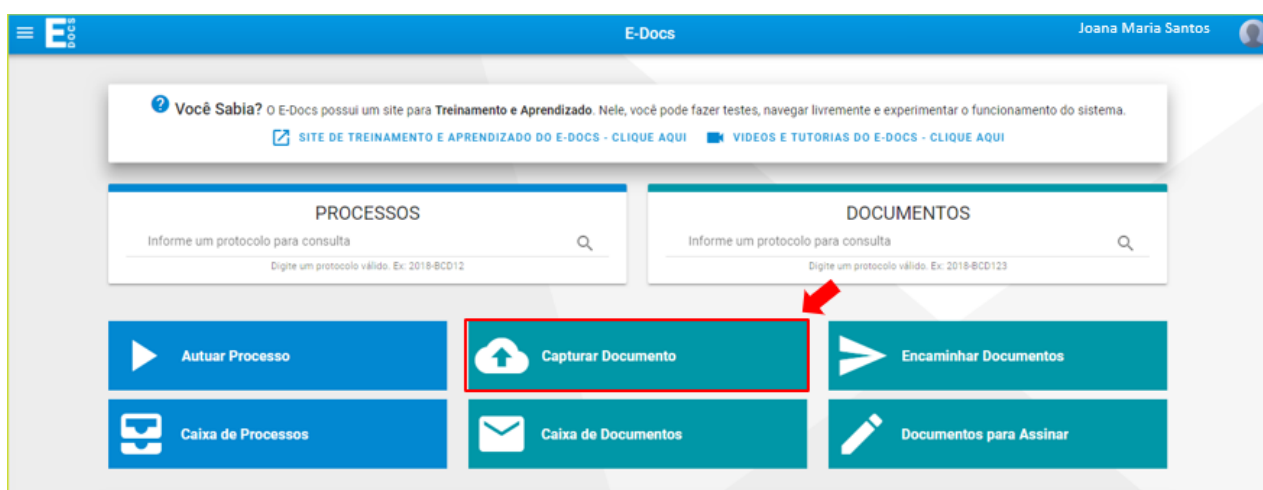 E DOCS
E-Docs
Joana Maria Santos
Você Sabia? O E-Docs possui um site para Treinamento e Aprendizado. Nele, você pode fazer testes, navegar livremente e experimentar o funcionamento do sistema.
SITE DE TREINAMENTO E APRENDIZADO DO E-DOCS - CLIQUE AQUI VIDEOS E TUTORIAS DO E-DOCS - CLIQUE AQUI
PROCESSOS
Informe um protocolo para consulta
Digite um protocolo válido. Ex: 2018-BCD12
DOCUMENTOS
Informe um protocolo para consulta
Digite um protocolo válido. Ex: 2018-BCD123
Autuar Processo
Capturar Documento
Encaminhar Documentos
Caixa de Processos
Caixa de Documentos
Documentos para Assinar